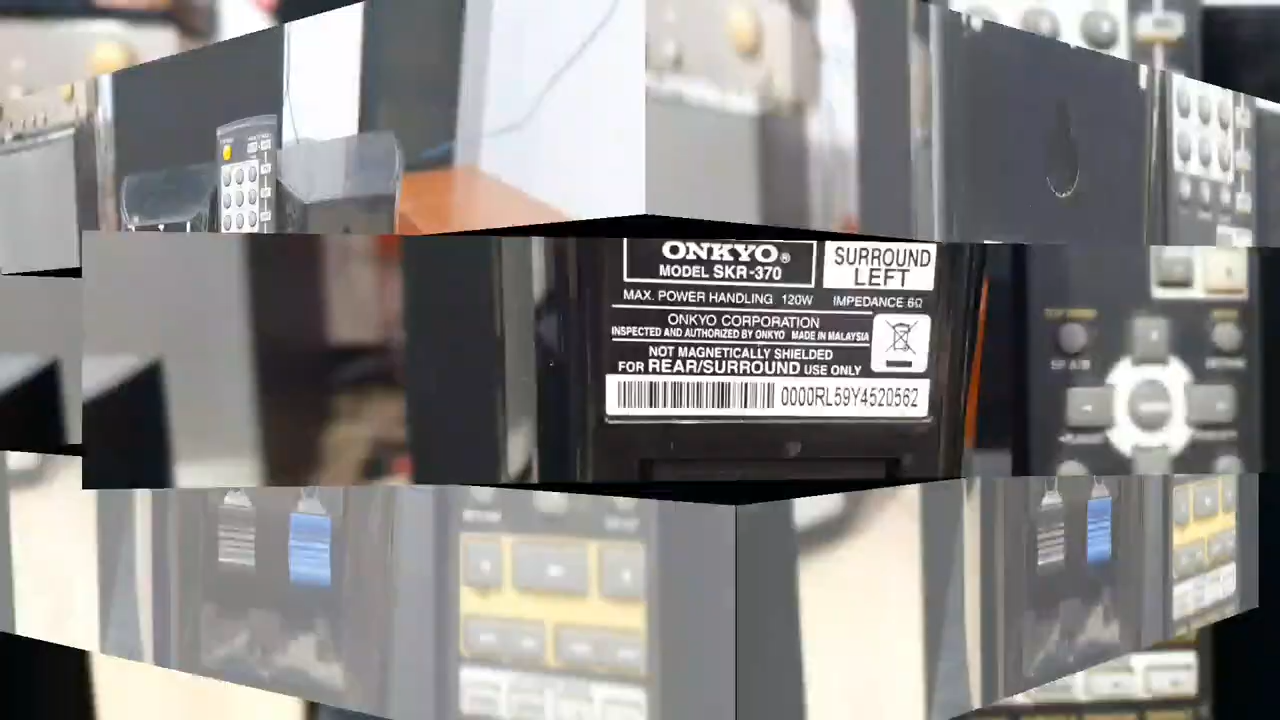 ONKYO®
MODEL SKR-370
SURROUND
LEFT
MAX. POWER HANDLING 120W IMPEDANCE 6Ω
ONKYO CORPORATION
INSPECTED AND AUTHORIZED BY ONKYO MADE IN MALAYSIA
NOT MAGNETICALLY SHIELDED
FOR REAR/SURROUND USE ONLY
0000RL59Y4520562